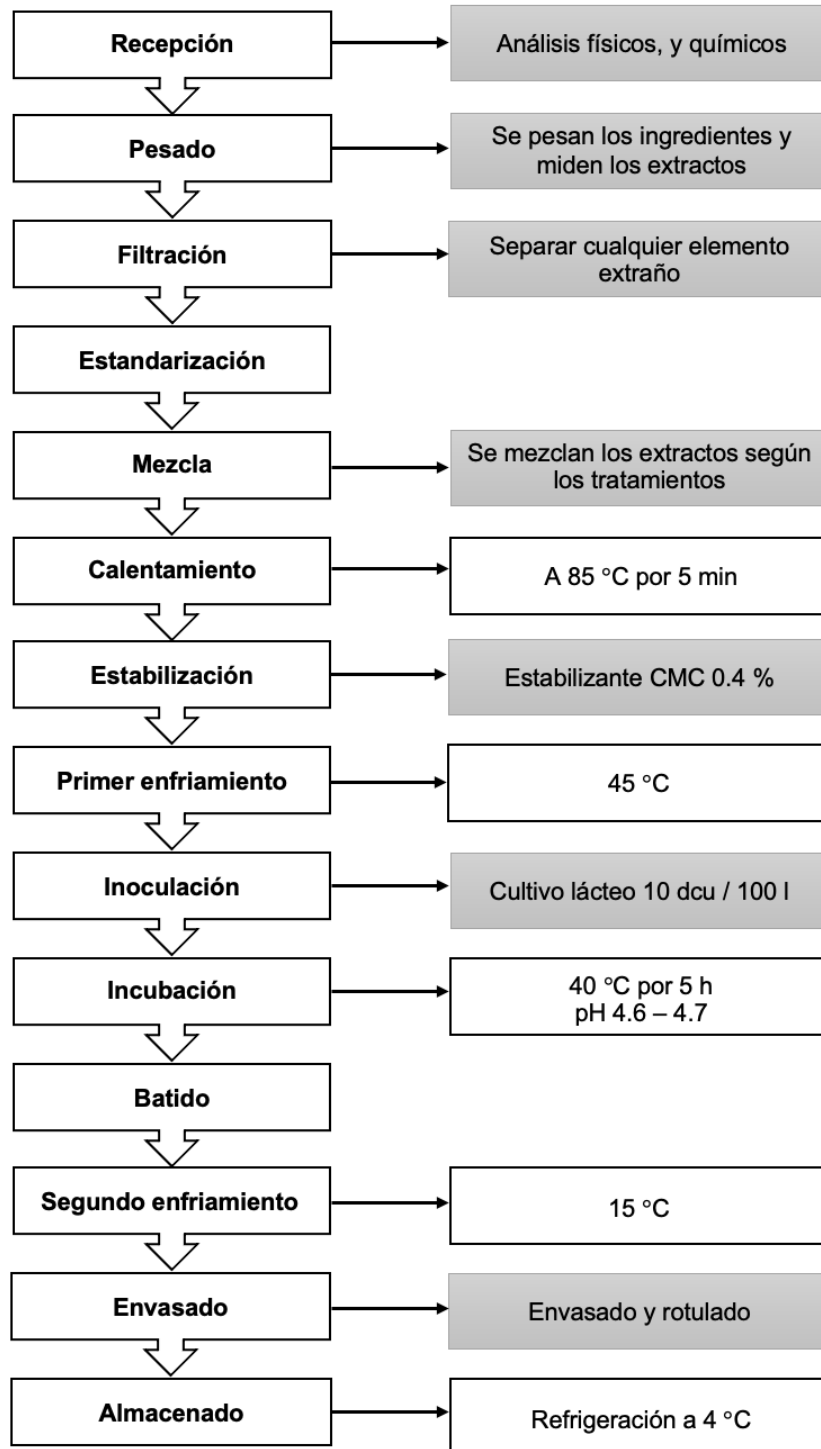 Recepción
Análisis físicos, y químicos
Pesado
Se pesan los ingredientes y
miden los extractos
Filtración
Separar cualquier elemento
extraño
Estandarización
Mezcla
Se mezclan los extractos según
los tratamientos
Calentamiento
A 85 °C por 5 min
Estabilización
Estabilizante CMC 0.4 %
Primer enfriamiento
45 °C
Inoculación
Cultivo lácteo 10 dcu / 100 l
Incubación
40 °C por 5 h
pH 4.6 – 4.7
Batido
Segundo enfriamiento
15 °C
Envasado
Envasado y rotulado
Almacenado
Refrigeración a 4 °C